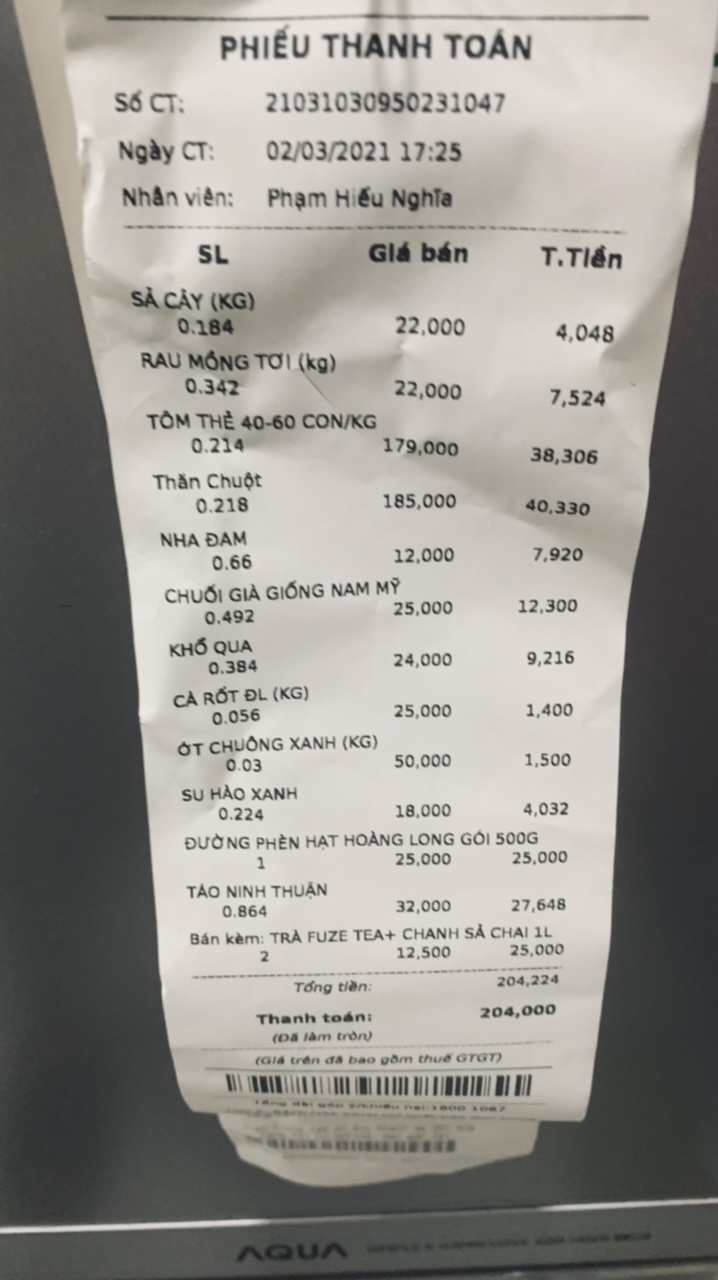 PHIẾU THANH TOÁN
Số CT: 21031030950231047
Ngày CT: 02/03/2021 17:25
Nhân viên: Phạm Hiếu Nghĩa
SL Giá bán T.Tiền
SẢ CÂY (KG)
0.184 22,000 4,048
RAU MỒNG TƠI (kg)
0.342 22,000 7,524
TÔM THẺ 40-60 CON/KG
0.214 179,000 38,306
Thăn Chuột
0.218 185,000 40,330
NHA ĐAM
0.66 12,000 7,920
CHUỐI GIÀ GIỐNG NAM MỸ
0.492 25,000 12,300
KHỔ QUA
0.384 24,000 9,216
CÀ RỐT ĐL (KG)
0.056 25,000 1,400
ỚT CHUÔNG XANH (KG)
0.03 50,000 1,500
SU HÀO XANH
0.224 18,000 4,032
ĐƯỜNG PHÈN HẠT HOÀNG LONG GÓI 500G
1 25,000 25,000
TÁO NINH THUẬN
0.864 32,000 27,648
Bán kèm: TRÀ FUZE TEA+ CHANH SẢ CHAI 1L
2 12,500 25,000
Tổng tiền: 204,224
Thanh toán: 204,000
(Đã làm tròn)
(Giá trên đã bao gồm thuế GTGT)
Tổng đài góp ý/khiếu nại:1800 1067
AQUA